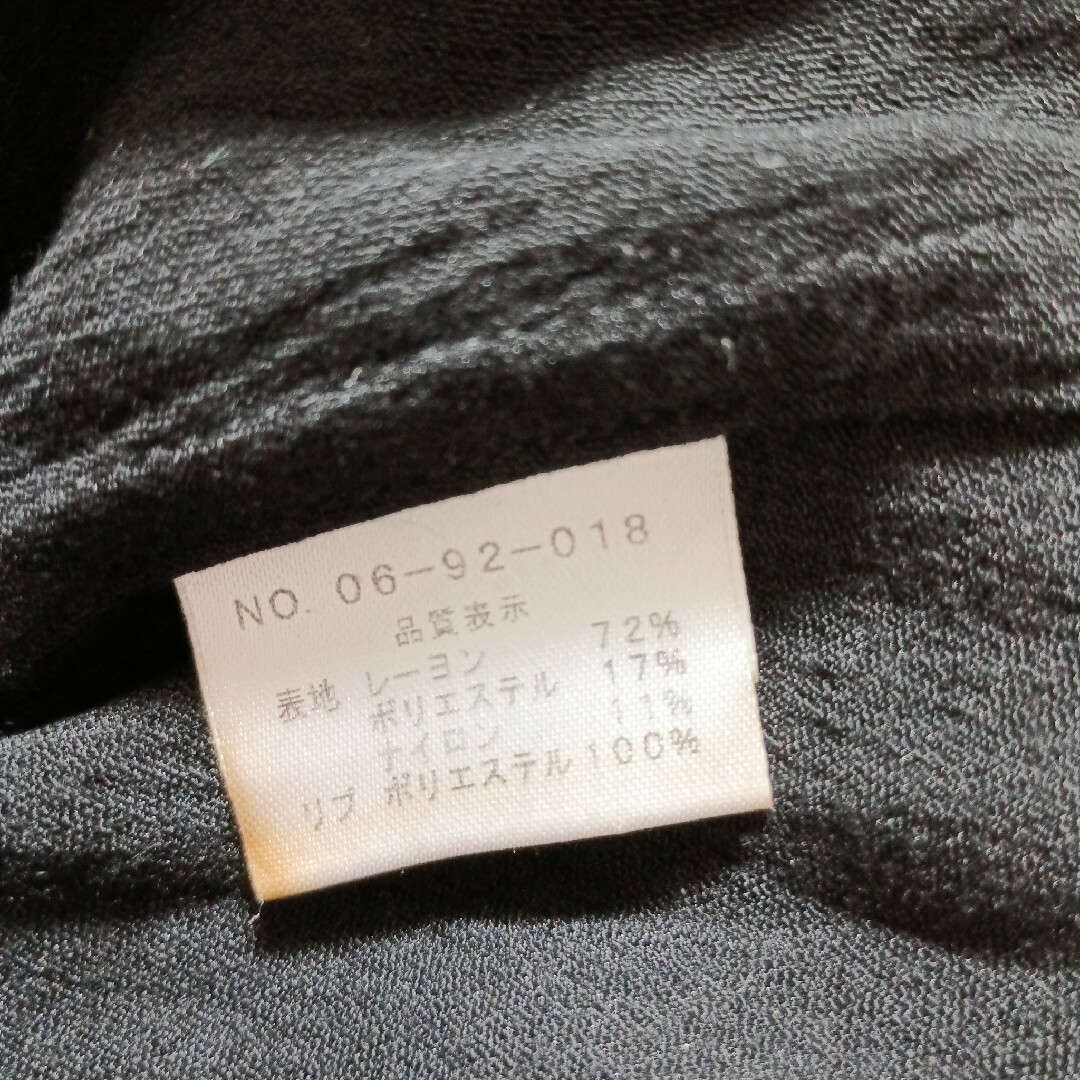 NO. 06-92-018
品質表示
表地 レーヨン 72%
ポリエステル 17%
ナイロン 11%
リブ ポリエステル 100%